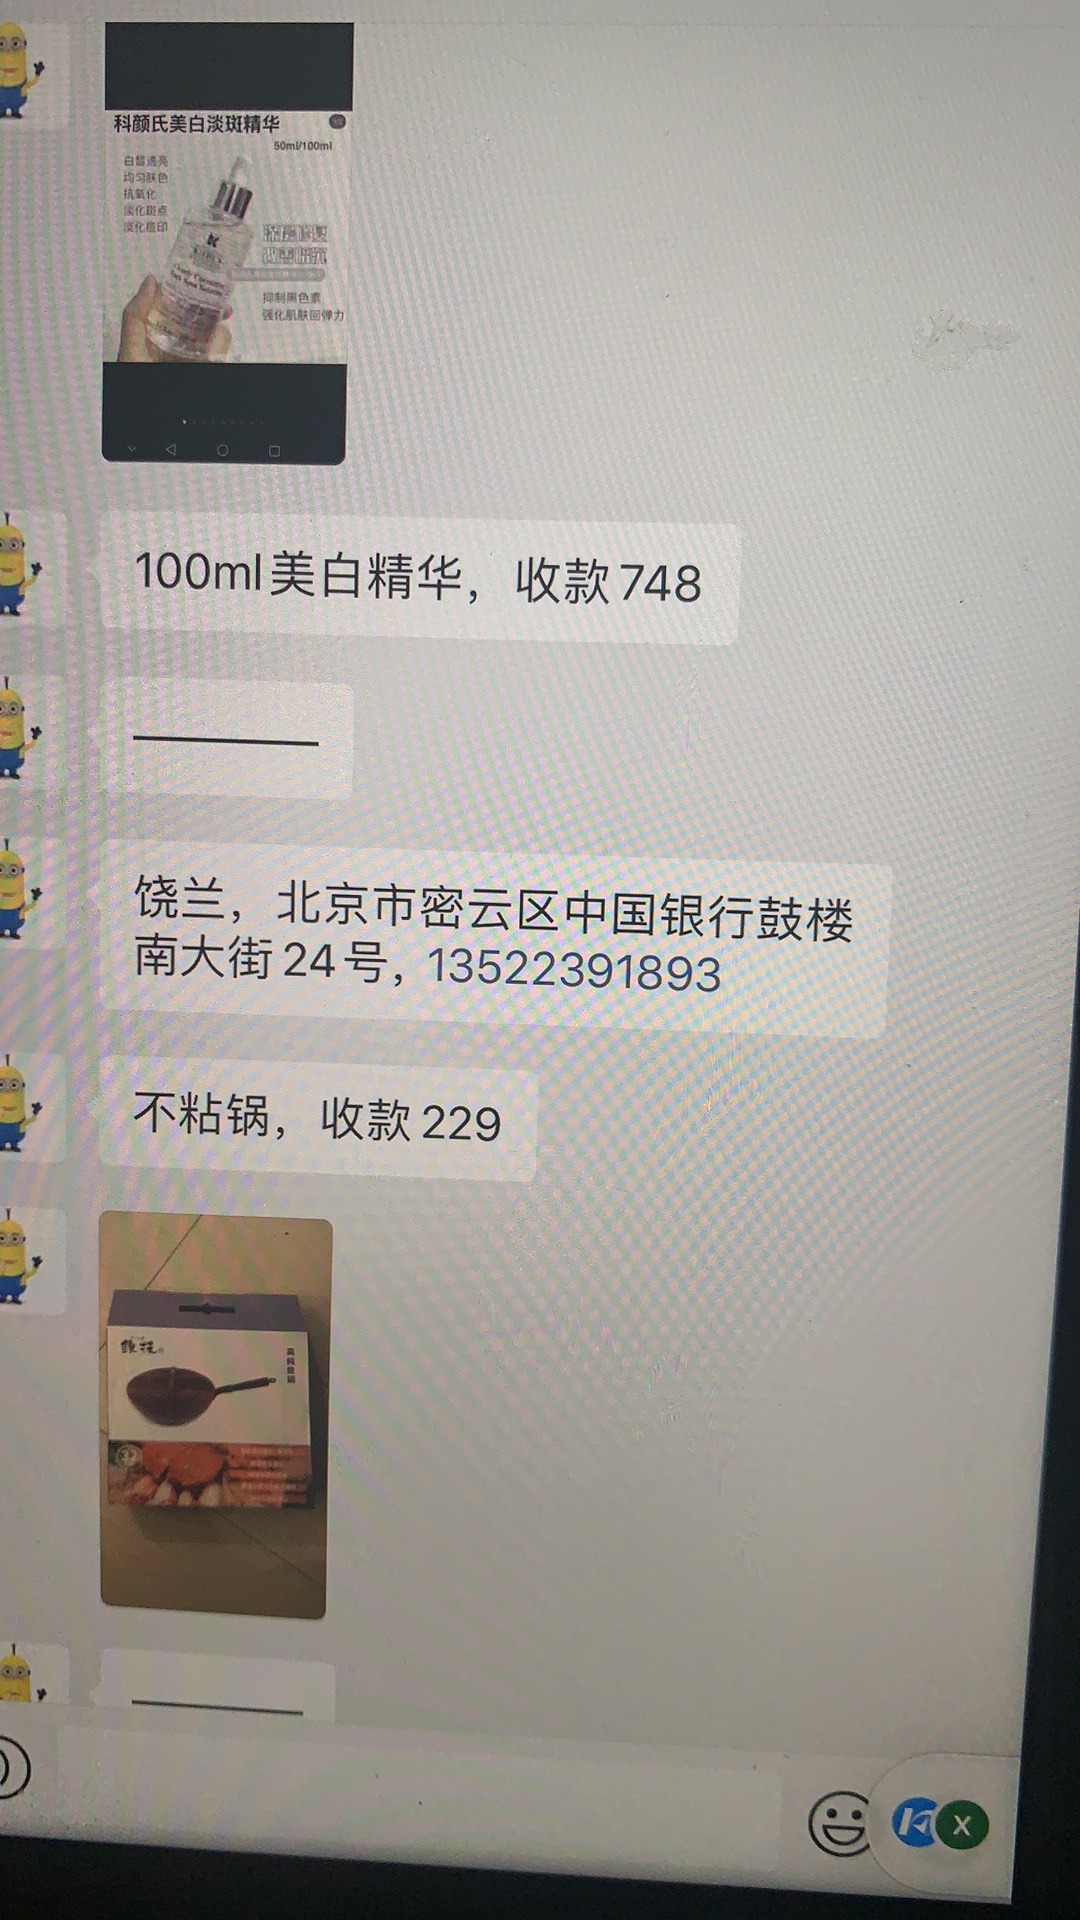 科颜氏美白淡斑精华
50ml/100ml
白皙透亮
均匀肤色
抗氧化
淡化斑点
淡化痘印
抑制黑色素
强化肌肤回弹力
100ml美白精华，收款748
饶兰，北京市密云区中国银行鼓楼
南大街24号，13522391893
不粘锅，收款229
32
X